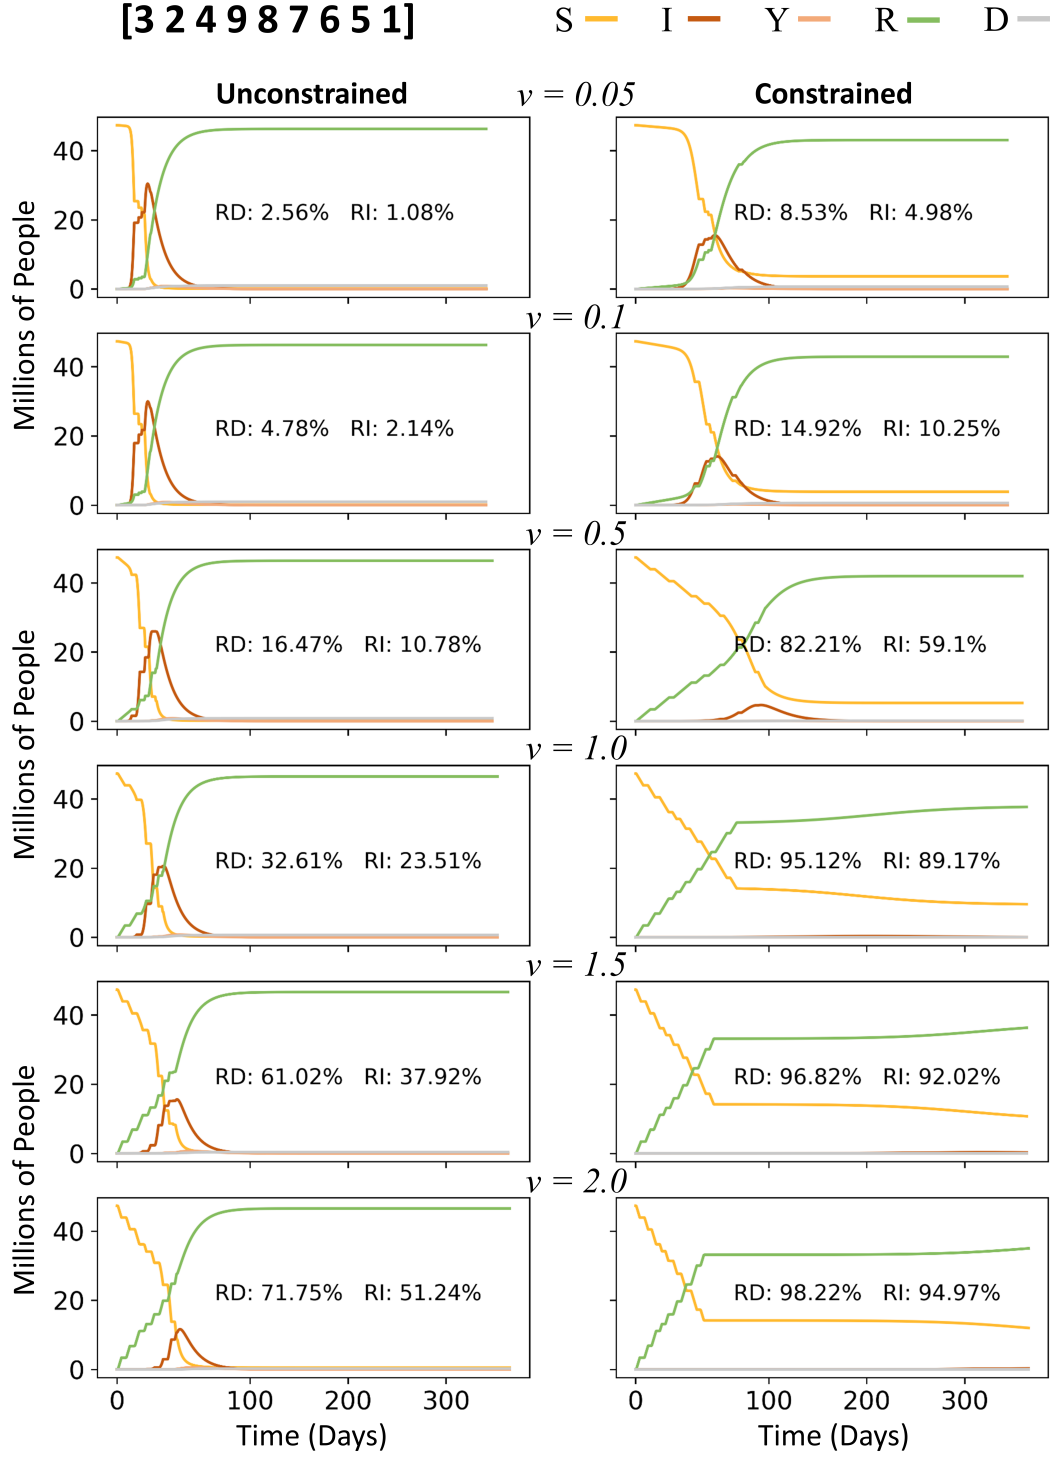 [3 2 4 9 8 7 6 5 1] S I Y R D
Unconstrained v = 0.05 Constrained
Millions of People
40
20
0
RD: 2.56% RI: 1.08%
RD: 8.53% RI: 4.98%
v = 0.1
40
20
0
RD: 4.78% RI: 2.14%
RD: 14.92% RI: 10.25%
v = 0.5
Millions of People
40
20
0
RD: 16.47% RI: 10.78%
RD: 82.21% RI: 59.1%
v = 1.0
40
20
0
RD: 32.61% RI: 23.51%
RD: 95.12% RI: 89.17%
v = 1.5
Millions of People
40
20
0
RD: 61.02% RI: 37.92%
RD: 96.82% RI: 92.02%
v = 2.0
40
20
0
RD: 71.75% RI: 51.24%
RD: 98.22% RI: 94.97%
0 100 200 300
0 100 200 300
Time (Days)
Time (Days)